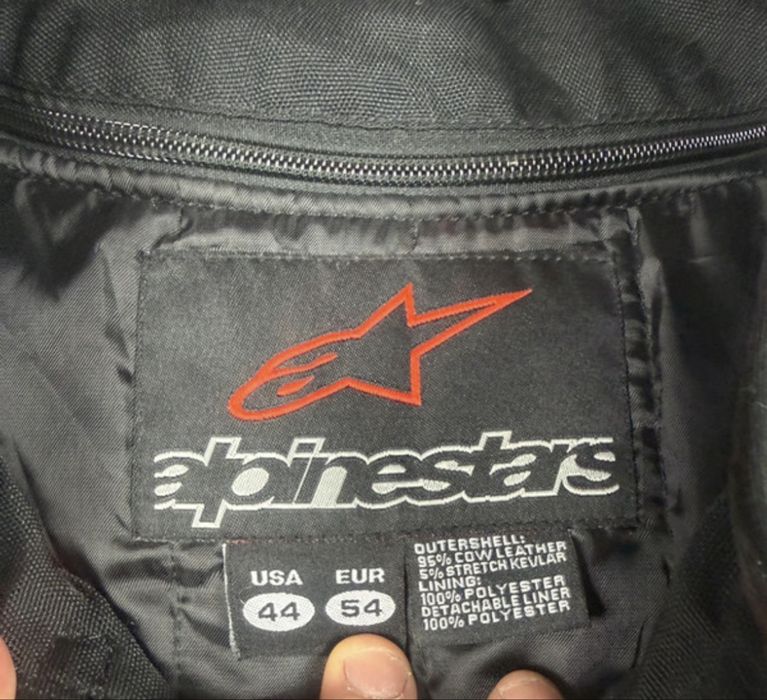 alpinestars
USA EUR
44 54
OUTERSHELL:
95% COW LEATHER
5% STRETCH KEVLAR
LINING:
100% POLYESTER
DETACHABLE LINER
100% POLYESTER